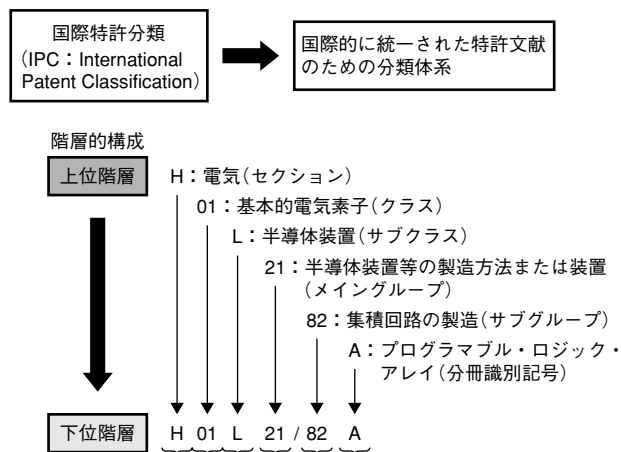 国際特許分類
(IPC：International
Patent Classification)
国際的に統一された特許文献
のための分類体系
階層的構成
上位階層
H：電気(セクション)
01：基本的電気素子(クラス)
L：半導体装置(サブクラス)
21：半導体装置等の製造方法または装置
(メイングループ)
82：集積回路の製造(サブグループ)
A：プログラマブル・ロジック・
アレイ(分冊識別記号)
下位階層
H 01 L 21 / 82 A